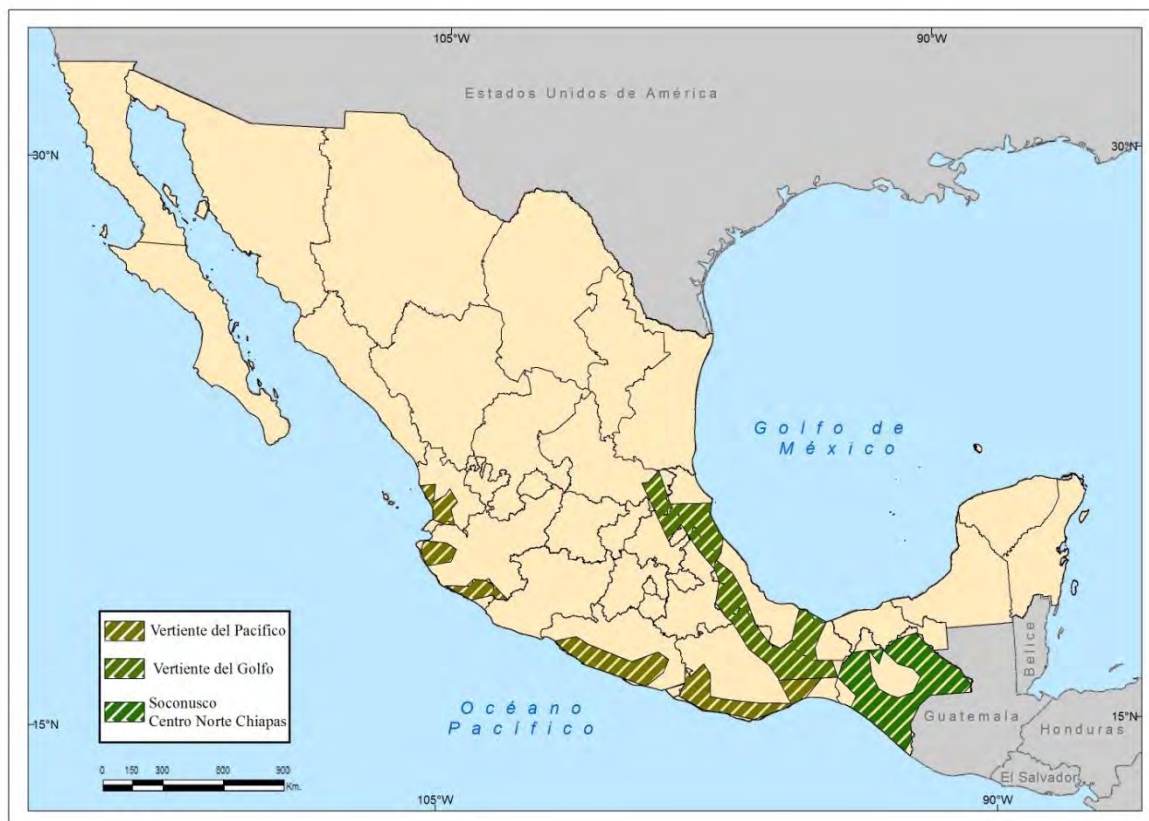 105°W
90°W
Estados Unidos de América
30°N
30°N
Golfo de
México
Vertiente del Pacífico
Vertiente del Golfo
Soconusco
Centro Norte Chiapas
Belice
Océano
Pacífico
Guatemala
15°N
15°N
Honduras
El Salvador
0 150 300 600 900
Km.
105°W
90°W